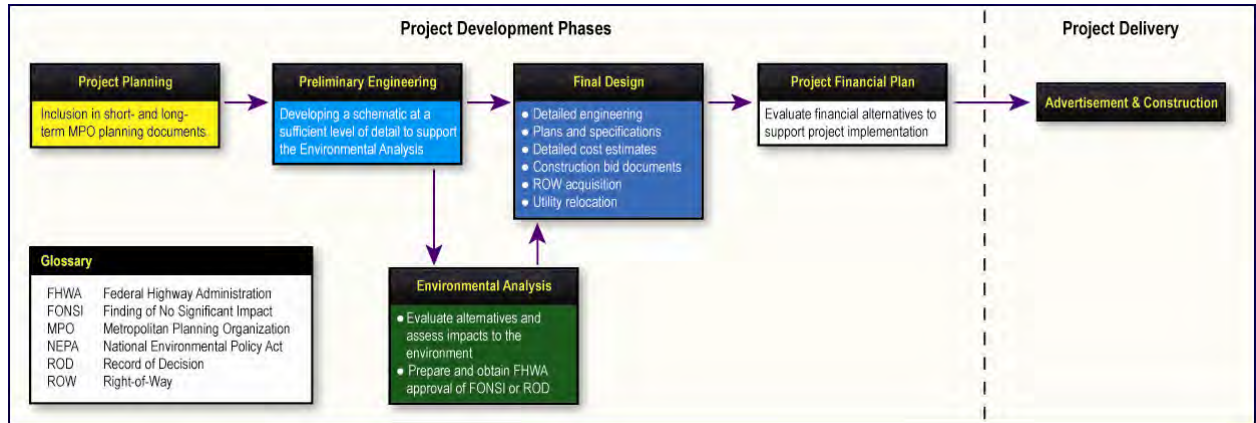 Project Development Phases
Project Delivery
Project Planning
Inclusion in short- and long-
term MPO planning documents
Preliminary Engineering
Developing a schematic at a
sufficient level of detail to support
the Environmental Analysis
Final Design
● Detailed engineering
● Plans and specifications
● Detailed cost estimates
● Construction bid documents
● ROW acquisition
● Utility relocation
Project Financial Plan
Evaluate financial alternatives to
support project implementation
Advertisement & Construction
Glossary
FHWA Federal Highway Administration
FONSI Finding of No Significant Impact
MPO Metropolitan Planning Organization
NEPA National Environmental Policy Act
ROD Record of Decision
ROW Right-of-Way
Environmental Analysis
● Evaluate alternatives and
assess impacts to the
environment
● Prepare and obtain FHWA
approval of FONSI or ROD